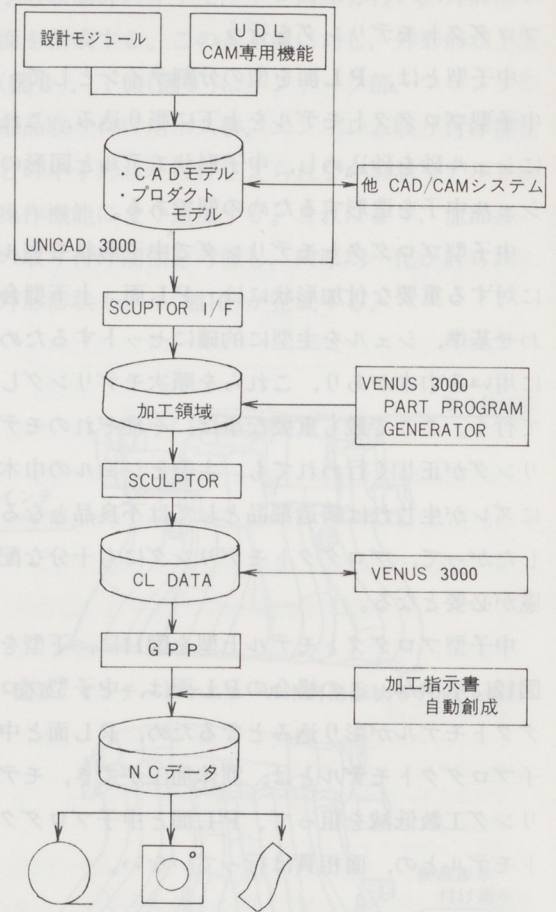 設計モジュール
U D L
CAM専用機能
・CADモデル
・プロダクト
モデル
他 CAD/CAMシステム
UNICAD 3000
SCUPTOR I/F
加工領域
VENUS 3000
PART PROGRAM
GENERATOR
SCULPTOR
CL DATA
VENUS 3000
G P P
加工指示書
自動創成
NCデータ